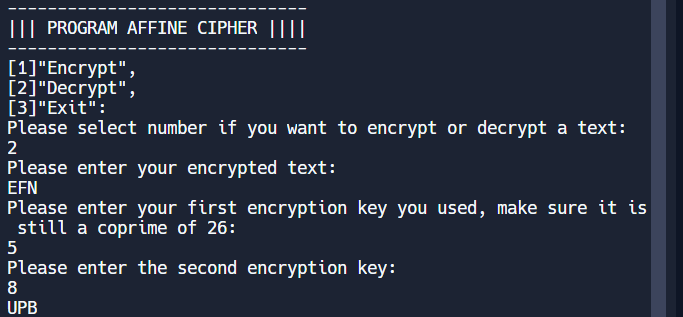 ------------------------------
||| PROGRAM AFFINE CIPHER ||||
------------------------------
[1]"Encrypt",
[2]"Decrypt",
[3]"Exit":
Please select number if you want to encrypt or decrypt a text:
2
Please enter your encrypted text:
EFN
Please enter your first encryption key you used, make sure it is
 still a coprime of 26:
5
Please enter the second encryption key:
8
UPB